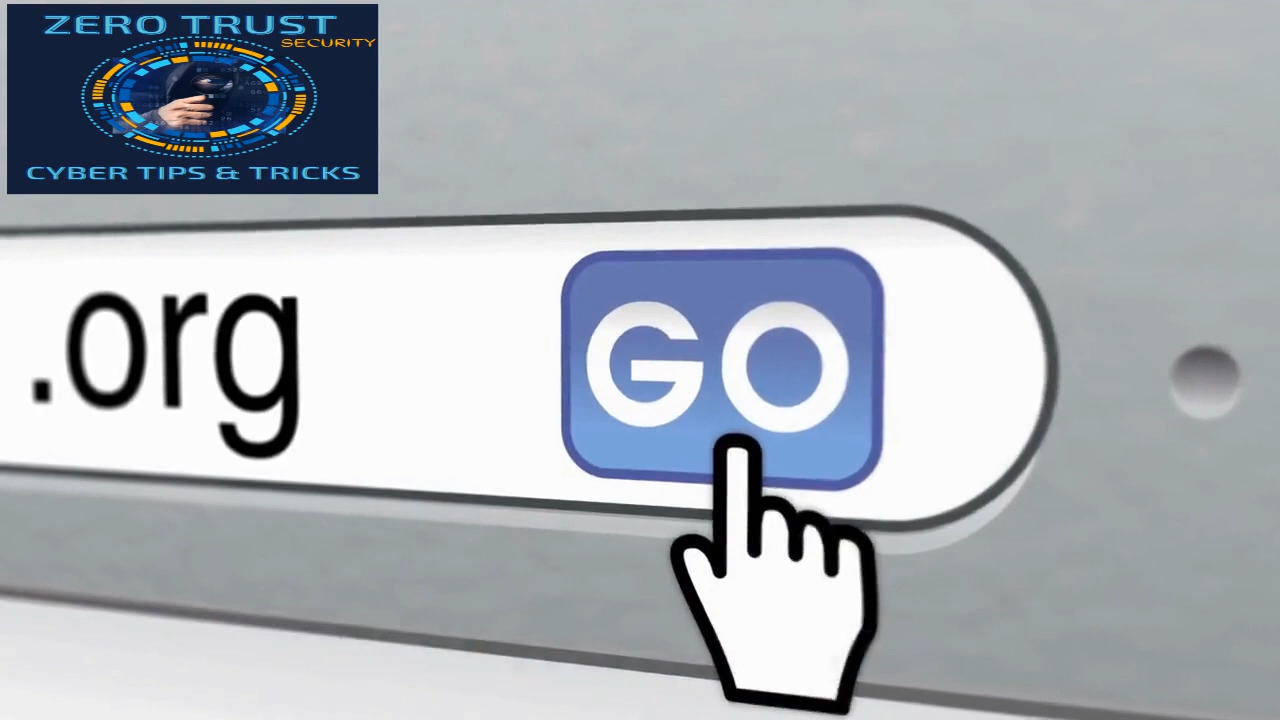 ZERO TRUST
SECURITY
CYBER TIPS & TRICKS
.org
GO